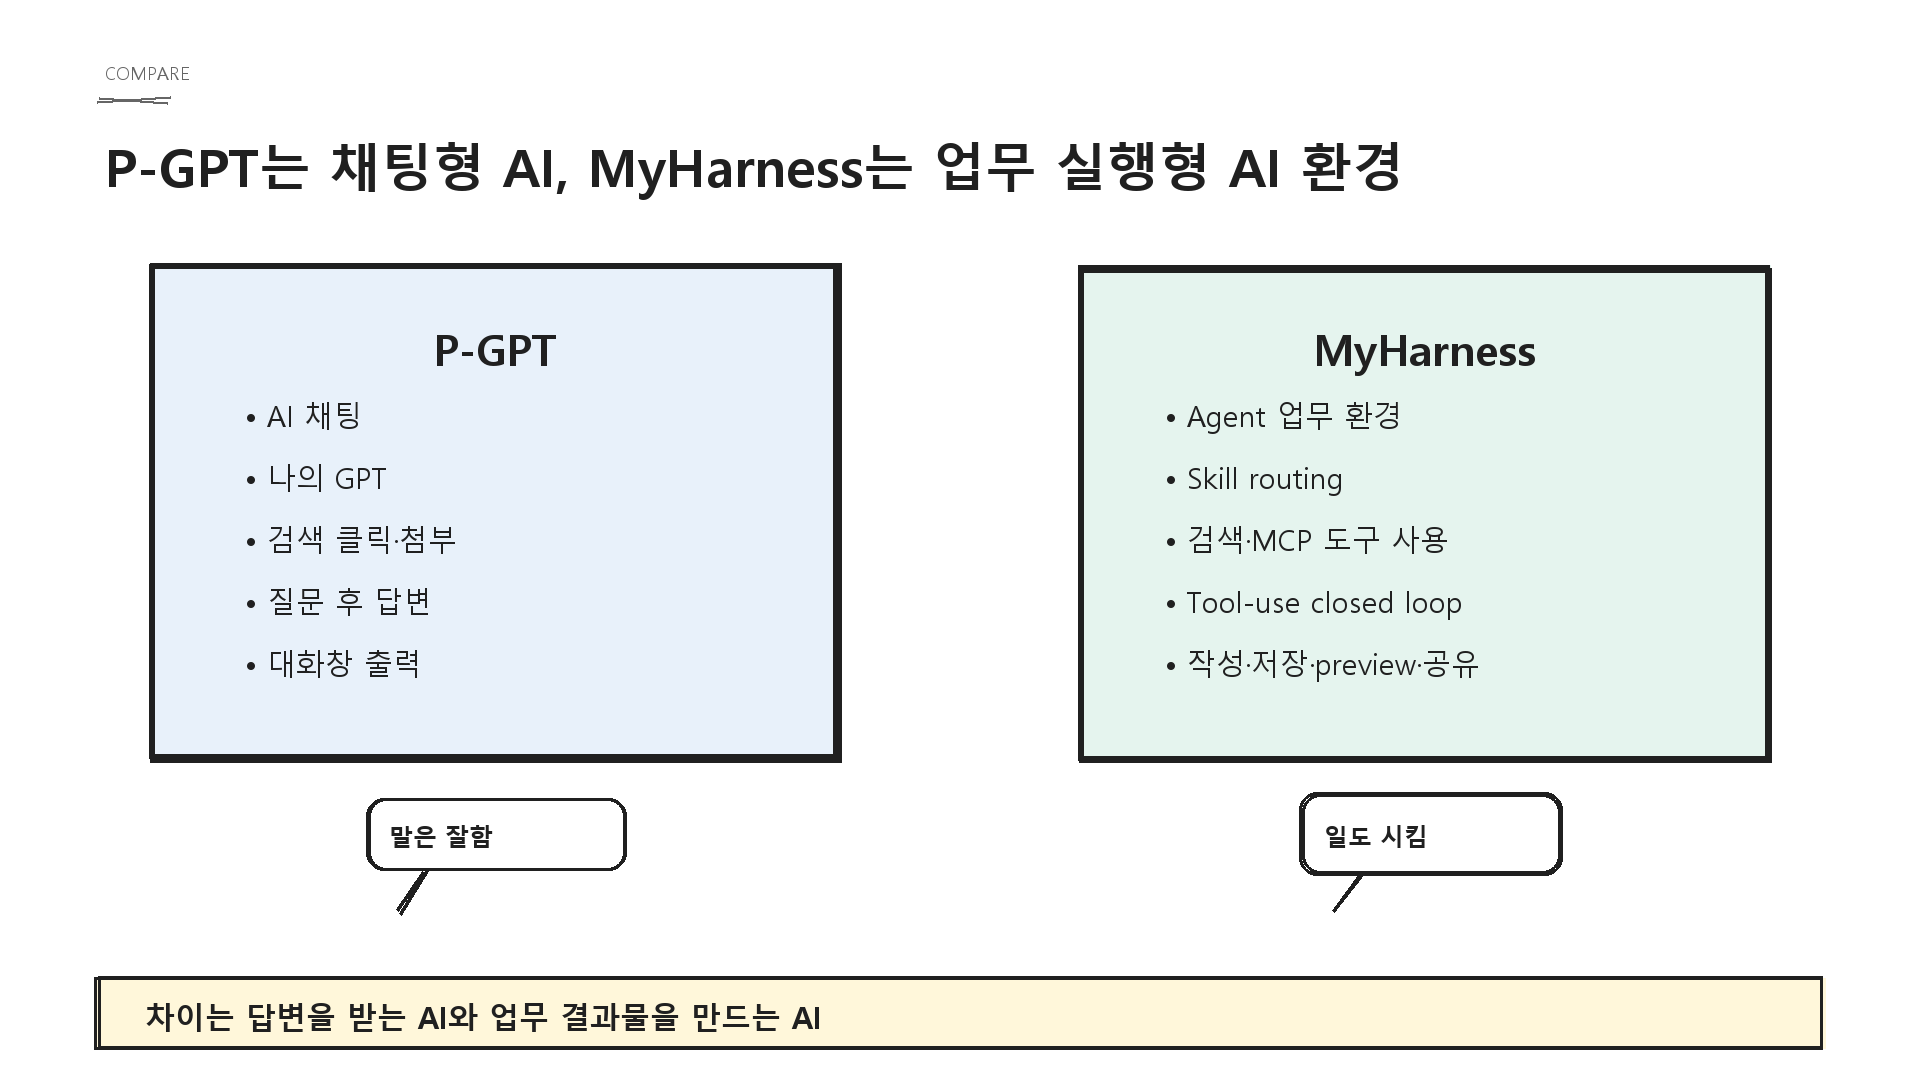 COMPARE
P-GPT는 채팅형 AI, MyHarness는 업무 실행형 AI 환경
P-GPT
• AI 채팅
• 나의 GPT
• 검색 클릭·첨부
• 질문 후 답변
• 대화창 출력
말은 잘함
MyHarness
• Agent 업무 환경
• Skill routing
• 검색·MCP 도구 사용
• Tool-use closed loop
• 작성·저장·preview·공유
일도 시킴
차이는 답변을 받는 AI와 업무 결과물을 만드는 AI